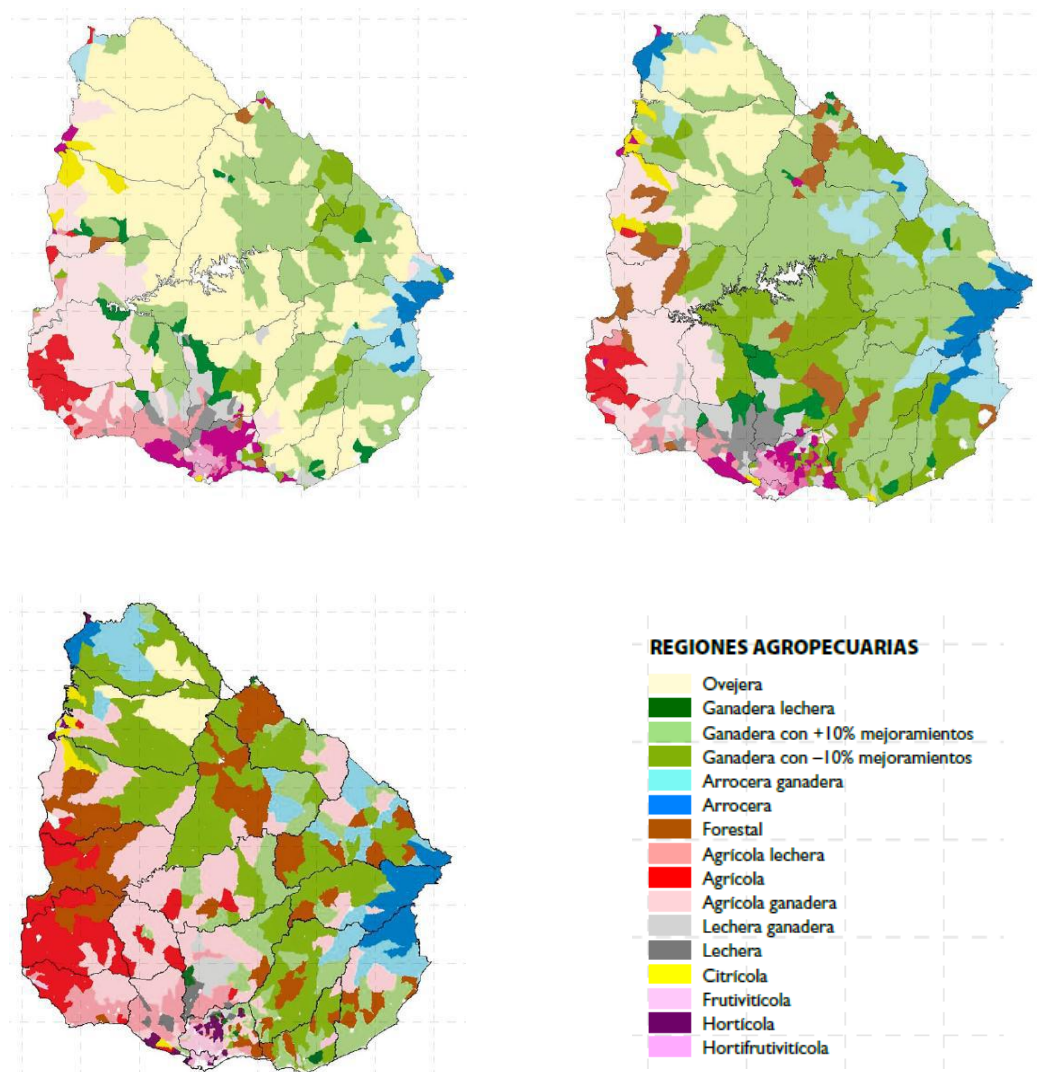 REGIONES AGROPECUARIAS
Ovejera
Ganadera lechera
Ganadera con +10% mejoramientos
Ganadera con –10% mejoramientos
Arrocera ganadera
Arrocera
Forestal
Agrícola lechera
Agrícola
Agrícola ganadera
Lechera ganadera
Lechera
Citrícola
Frutivitícola
Hortícola
Hortifrutivitícola